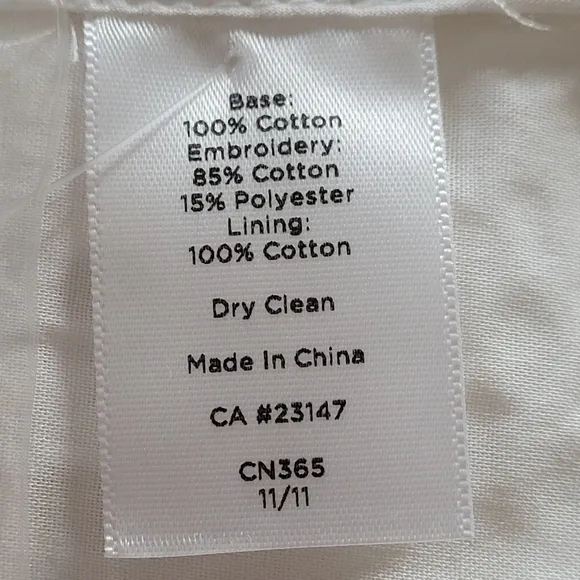 Base:
100% Cotton
Embroidery:
85% Cotton
15% Polyester
Lining:
100% Cotton
Dry Clean
Made In China
CA #23147
CN365
11/11